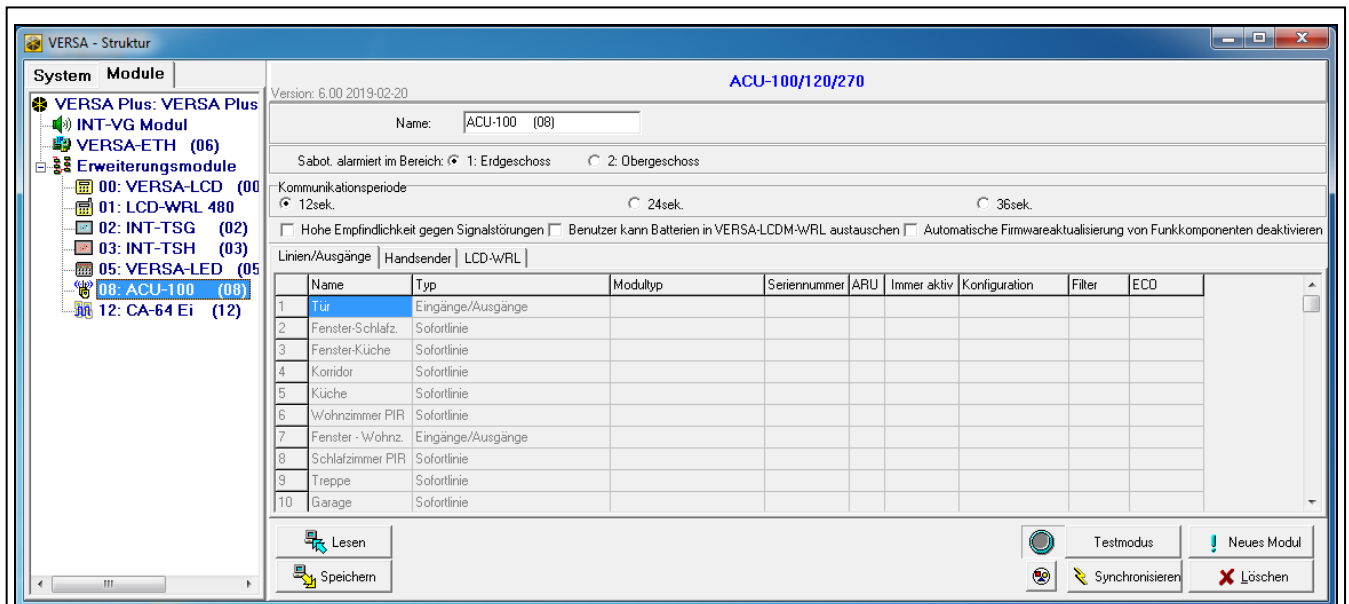 VERSA - Struktur
System Module
VERSA Plus: VERSA Plus
INT-VG Modul
VERSA-ETH (06)
Erweiterungsmodule
00: VERSA-LCD (00
01: LCD-WRL 480
02: INT-TSG (02)
03: INT-TSH (03)
05: VERSA-LED (05
08: ACU-100 (08)
12: CA-64 Ei (12)
ACU-100/120/270
Version: 6.00 2019-02-20
Name: ACU-100 (08)
Sabot. alarmiert im Bereich: 1: Erdgeschoss 2: Obergeschoss
Kommunikationsperiode
12sek. 24sek. 36sek.
Hohe Empfindlichkeit gegen Signalstörungen Benutzer kann Batterien in VERSA-LCDM-WRL austauschen Automatische Firmwareaktualisierung von Funkkomponenten deaktivieren
Linien/Ausgänge Handsender LCD-WRL
Name Typ Modultyp Seriennummer ARU Immer aktiv Konfiguration Filter ECO
1 Tür Eingänge/Ausgänge
2 Fenster-Schlafz. Sofortlinie
3 Fenster-Küche Sofortlinie
4 Korridor Sofortlinie
5 Küche Sofortlinie
6 Wohnzimmer PIR Sofortlinie
7 Fenster - Wohnz. Eingänge/Ausgänge
8 Schlafzimmer PIR Sofortlinie
9 Treppe Sofortlinie
10 Garage Sofortlinie
Lesen Testmodus Neues Modul
Speichern Synchronisieren Löschen